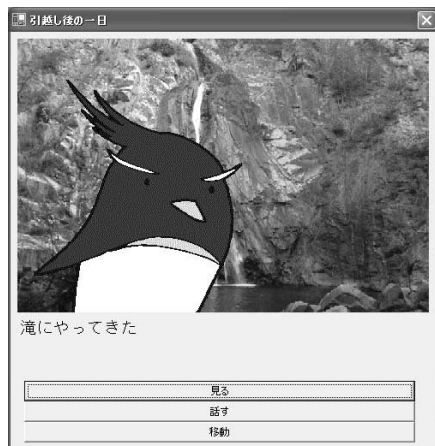 引越し後の一日
滝にやってきた
見る
話す
移動